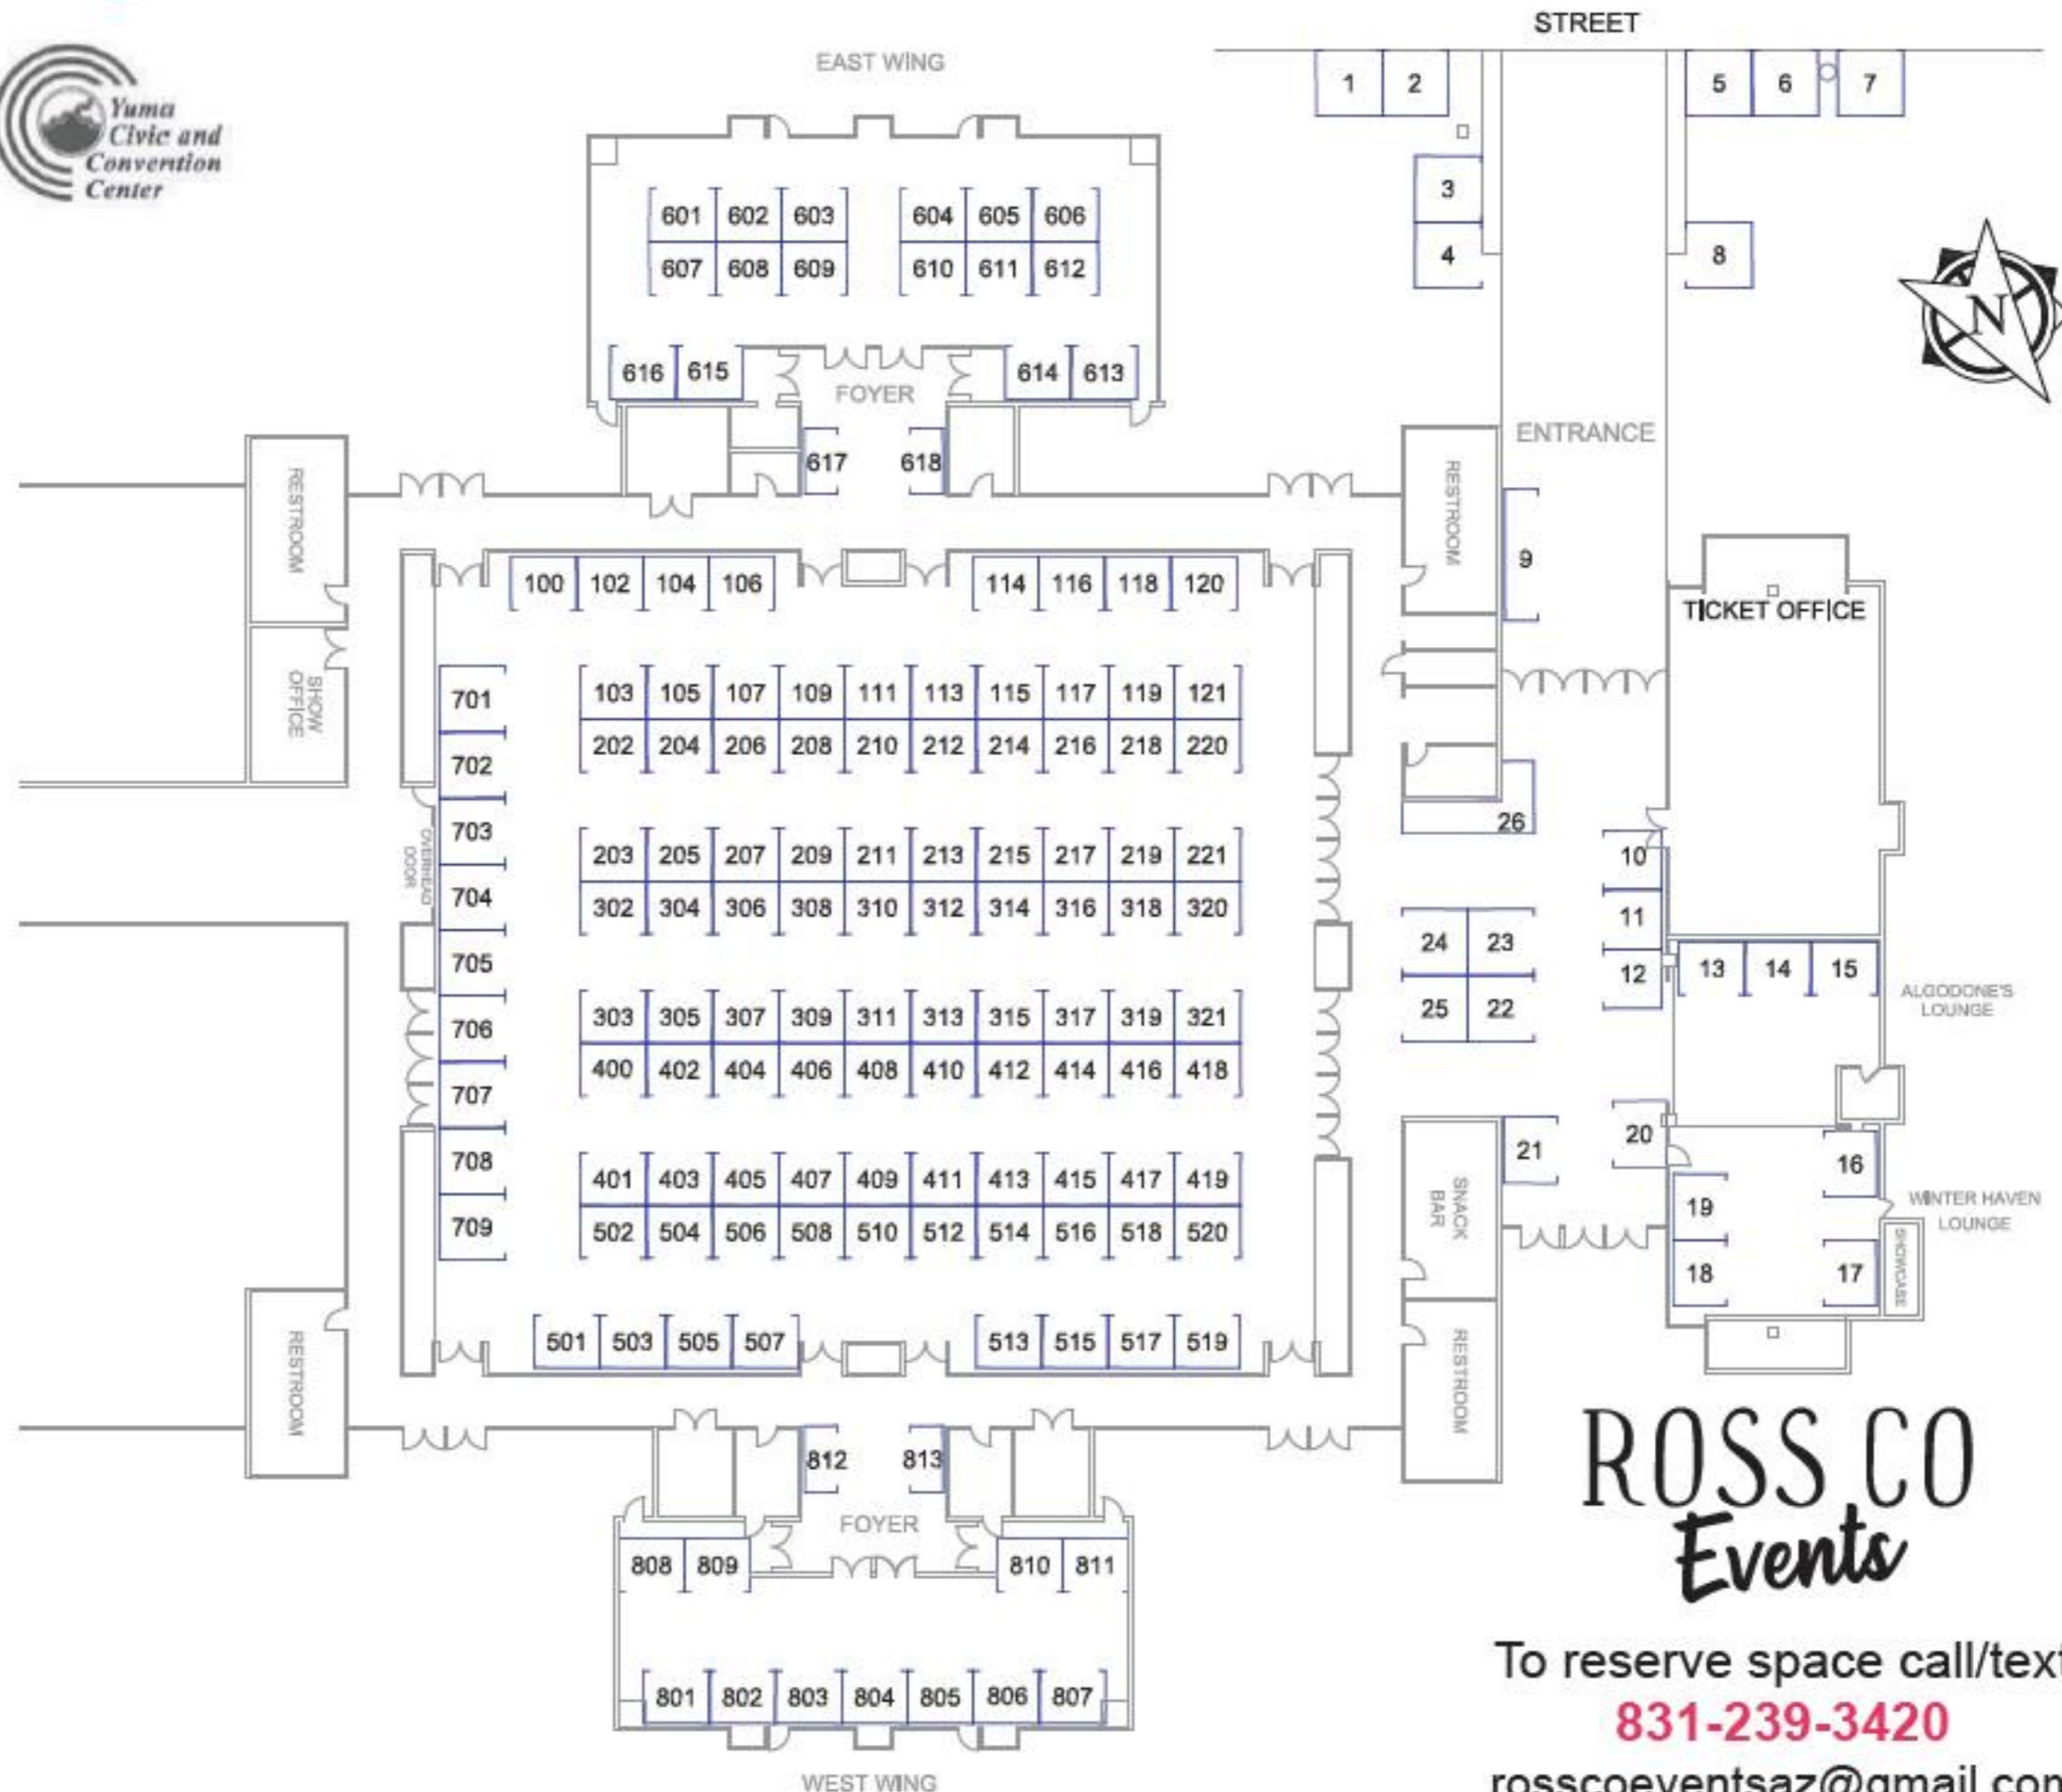 STREET
EAST WING
Yuma
Civic and
Convention
Center
1 2 5 6 7
3
4 8
N
601 602 603 604 605 606
607 608 609 610 611 612
616 615 614 613
FOYER
ENTRANCE
617 618
RESTROOM
RESTROOM
9
100 102 104 106 114 116 118 120
TICKET OFFICE
SHOW
OFFICE
701
702
703
704
705
706
707
708
709
OVERHEAD
DOOR
103 105 107 109 111 113 115 117 119 121
202 204 206 208 210 212 214 216 218 220
203 205 207 209 211 213 215 217 219 221
302 304 306 308 310 312 314 316 318 320
303 305 307 309 311 313 315 317 319 321
400 402 404 406 408 410 412 414 416 418
401 403 405 407 409 411 413 415 417 419
502 504 506 508 510 512 514 516 518 520
501 503 505 507 513 515 517 519
26
10
11
12
24 23
25 22
13 14 15
ALGODONE'S
LOUNGE
21 20
16
19
18 17
WINTER HAVEN
LOUNGE
SHOWCASE
SNACK
BAR
RESTROOM
RESTROOM
812 813
FOYER
808 809 810 811
801 802 803 804 805 806 807
WEST WING
ROSS CO
Events
To reserve space call/text
831-239-3420
rosscoeventsaz@gmail.com